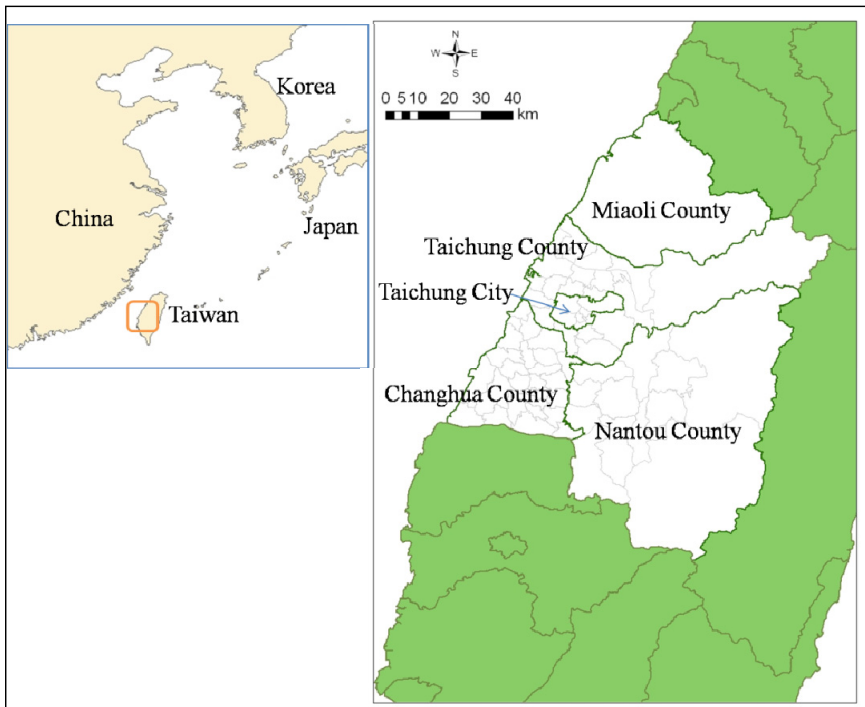 Korea
China
Japan
Taiwan
N
W E
S
0 5 10 20 30 40
km
Miaoli County
Taichung County
Taichung City
Changhua County
Nantou County